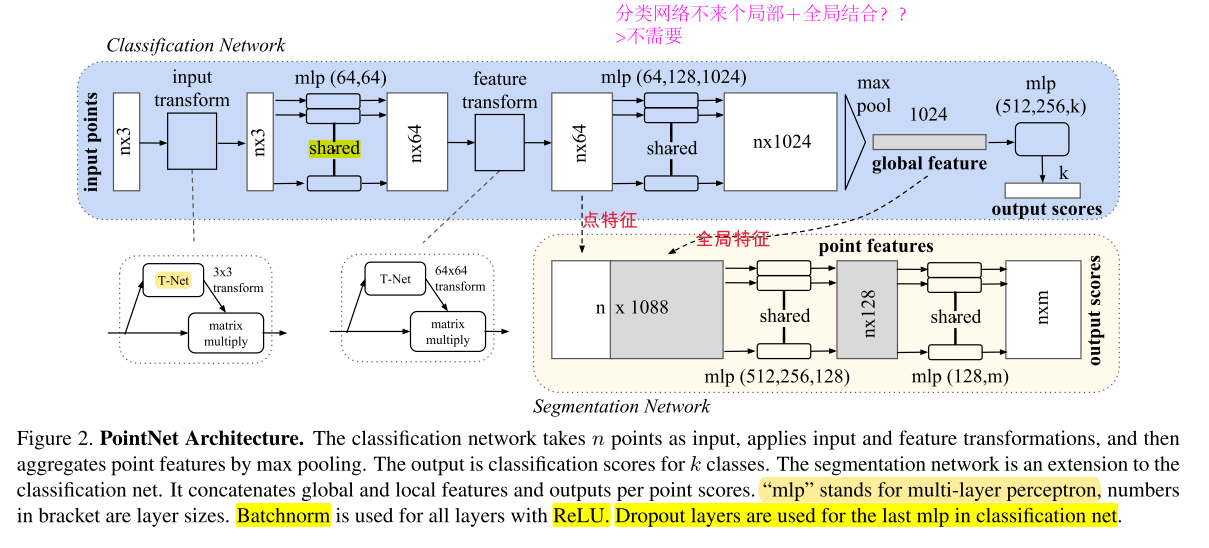 分类网络不来个局部+全局结合？？
>不需要
Classification Network
input points
nx3
input
transform
nx3
mlp (64,64)
shared
nx64
feature
transform
nx64
mlp (64,128,1024)
shared
nx1024
max
pool
1024
global feature
mlp
(512,256,k)
k
output scores
点特征
全局特征
T-Net
3x3
transform
matrix
multiply
T-Net
64x64
transform
matrix
multiply
point features
n x 1088
shared
mlp (512,256,128)
nx128
shared
mlp (128,m)
nxm
output scores
Segmentation Network
Figure 2. PointNet Architecture. The classification network takes n points as input, applies input and feature transformations, and then
aggregates point features by max pooling. The output is classification scores for k classes. The segmentation network is an extension to the
classification net. It concatenates global and local features and outputs per point scores. “mlp” stands for multi-layer perceptron, numbers
in bracket are layer sizes. Batchnorm is used for all layers with ReLU. Dropout layers are used for the last mlp in classification net.